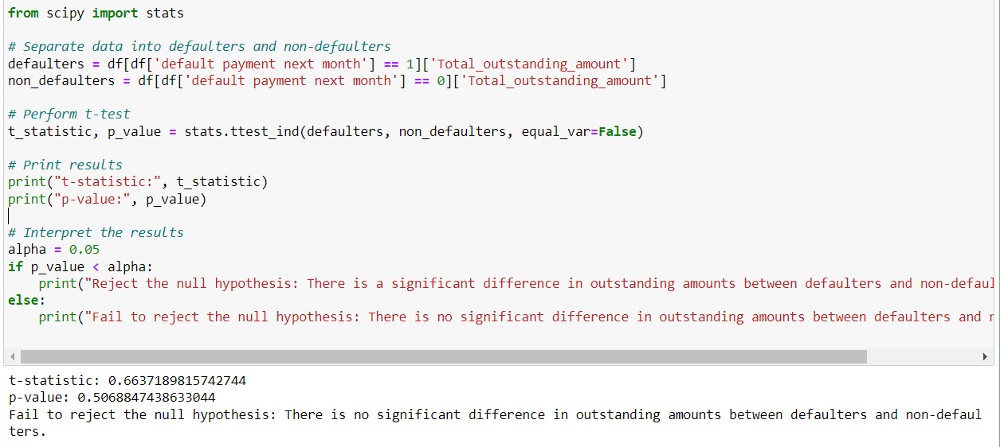 from scipy import stats
# Separate data into defaulters and non-defaulters
defaulters = df[df['default payment next month'] == 1]['Total_outstanding_amount']
non_defaulters = df[df['default payment next month'] == 0]['Total_outstanding_amount']
# Perform t-test
t_statistic, p_value = stats.ttest_ind(defaulters, non_defaulters, equal_var=False)
# Print results
print("t-statistic:", t_statistic)
print("p-value:", p_value)
# Interpret the results
alpha = 0.05
if p_value < alpha:
    print("Reject the null hypothesis: There is a significant difference in outstanding amounts between defaulters and non-defaul
else:
    print("Fail to reject the null hypothesis: There is no significant difference in outstanding amounts between defaulters and
t-statistic: 0.6637189815742744
p-value: 0.5068847438633044
Fail to reject the null hypothesis: There is no significant difference in outstanding amounts between defaulters and non-defaul
ters.